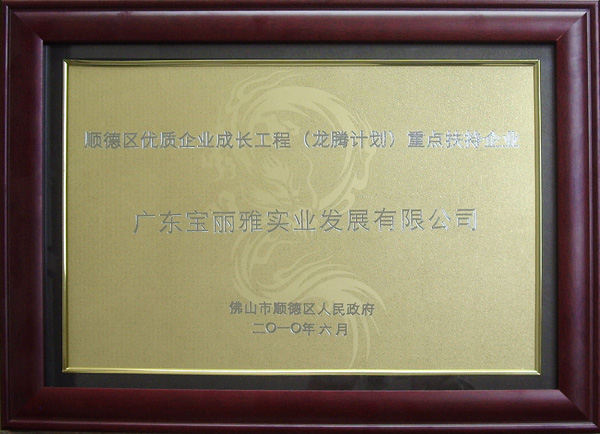 顺德区优质企业成长工程（龙腾计划）重点扶持企业
广东宝丽雅实业发展有限公司
佛山市顺德区人民政府
二〇一〇年六月